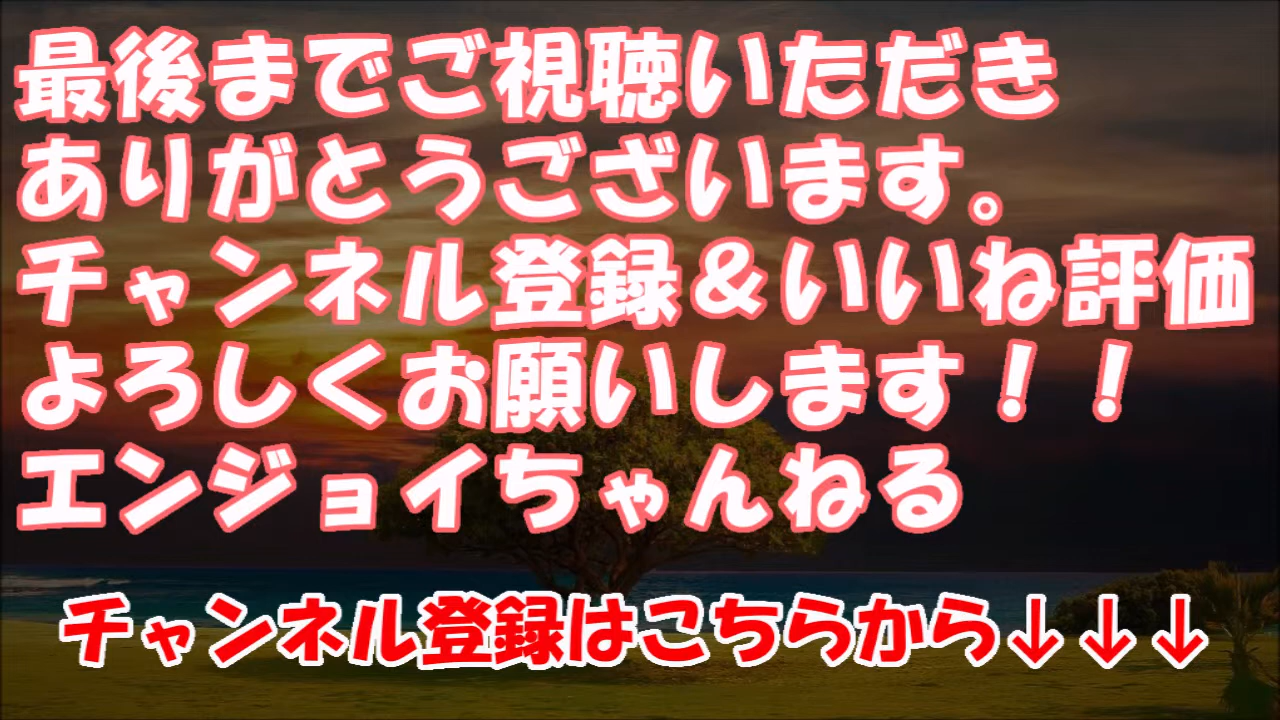 最後までご視聴いただき
ありがとうございます。
チャンネル登録＆いいね評価
よろしくお願いします！！
エンジョイちゃんねる
チャンネル登録はこちらから↓↓↓